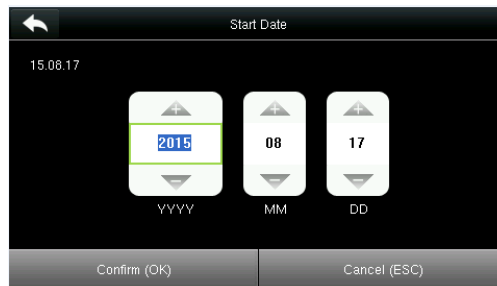 Start Date
15.08.17
2015 08 17
YYYY MM DD
Confirm (OK) Cancel (ESC)